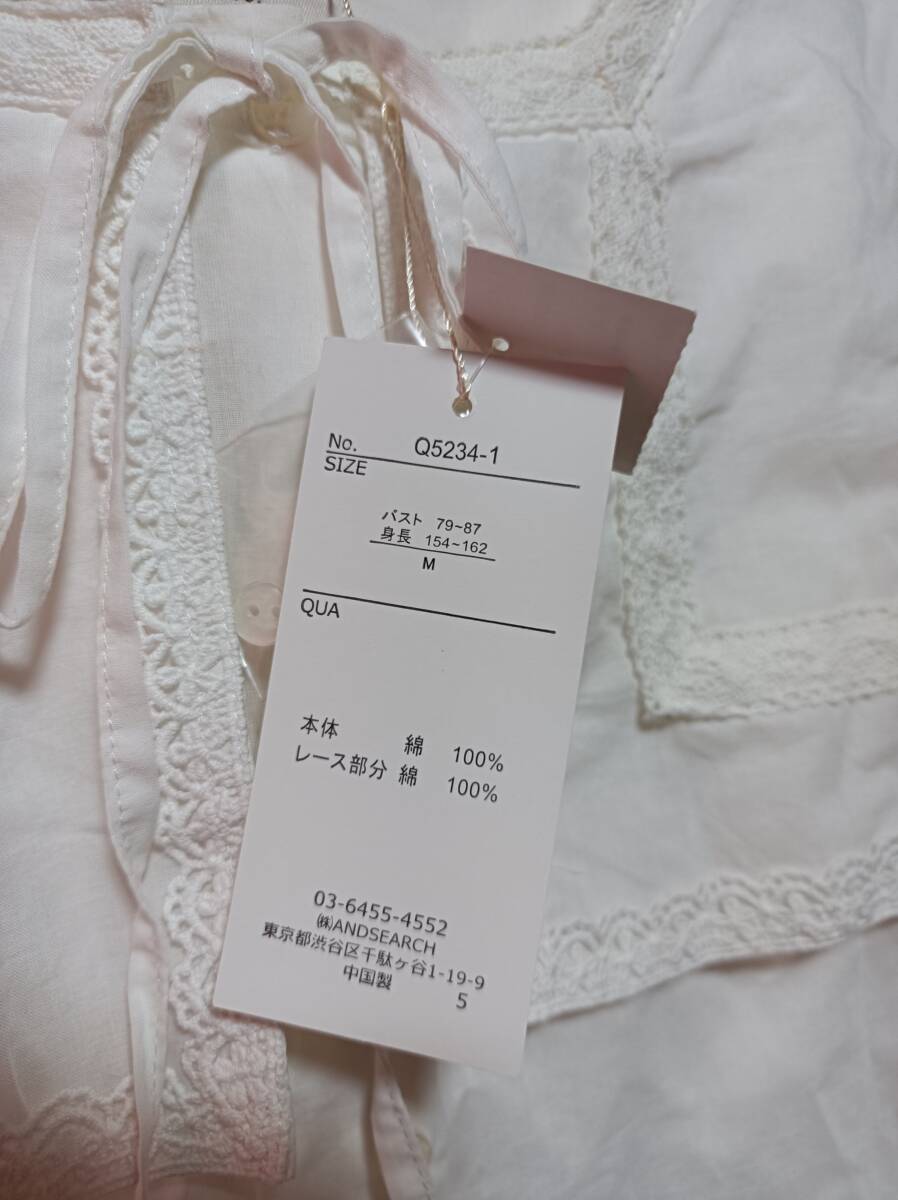 No. Q5234-1
SIZE
バスト 79~87
身長 154~162
M
QUA
本体 綿 100%
レース部分 綿 100%
03-6455-4552
㈱ANDSEARCH
東京都渋谷区千駄ヶ谷1-19-9
中国製 5